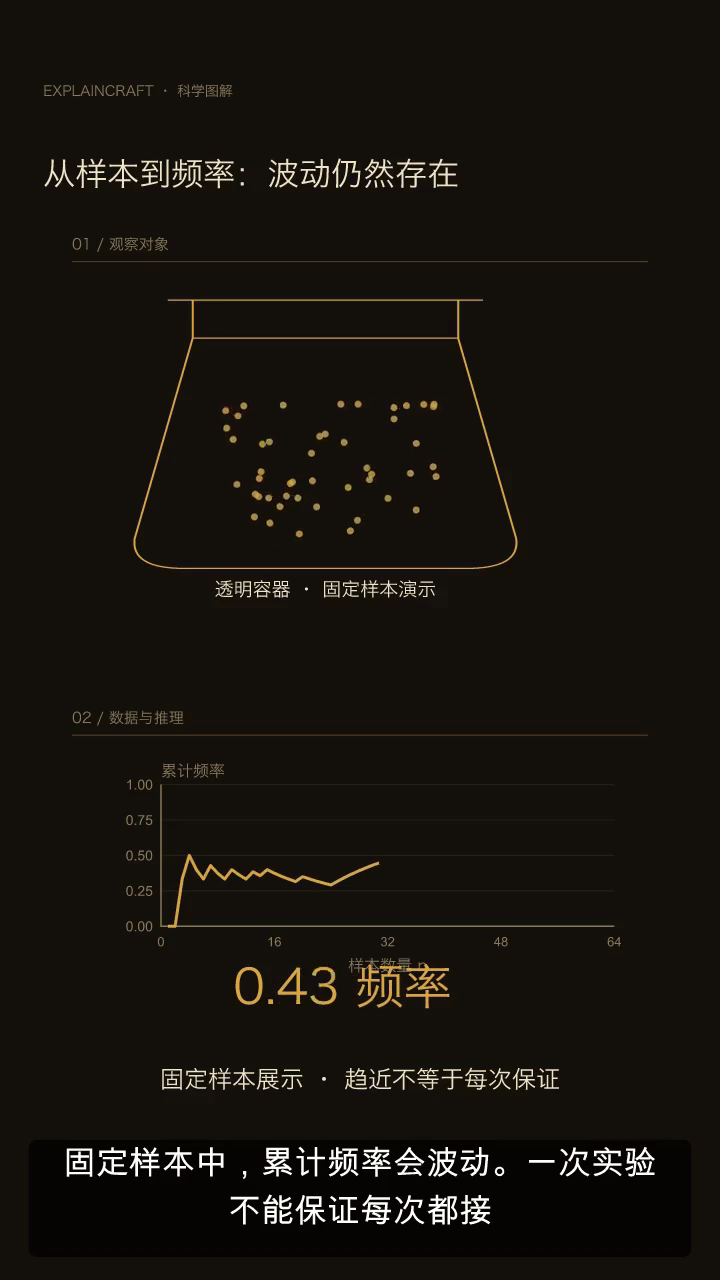 EXPLAINCRAFT · 科学图解
从样本到频率：波动仍然存在
01 / 观察对象
透明容器 · 固定样本演示
02 / 数据与推理
累计频率
1.00
0.75
0.50
0.25
0.00
0 16 32 48 64
样本数量 n
0.43 频率
固定样本展示 · 趋近不等于每次保证
固定样本中，累计频率会波动。一次实验
不能保证每次都接